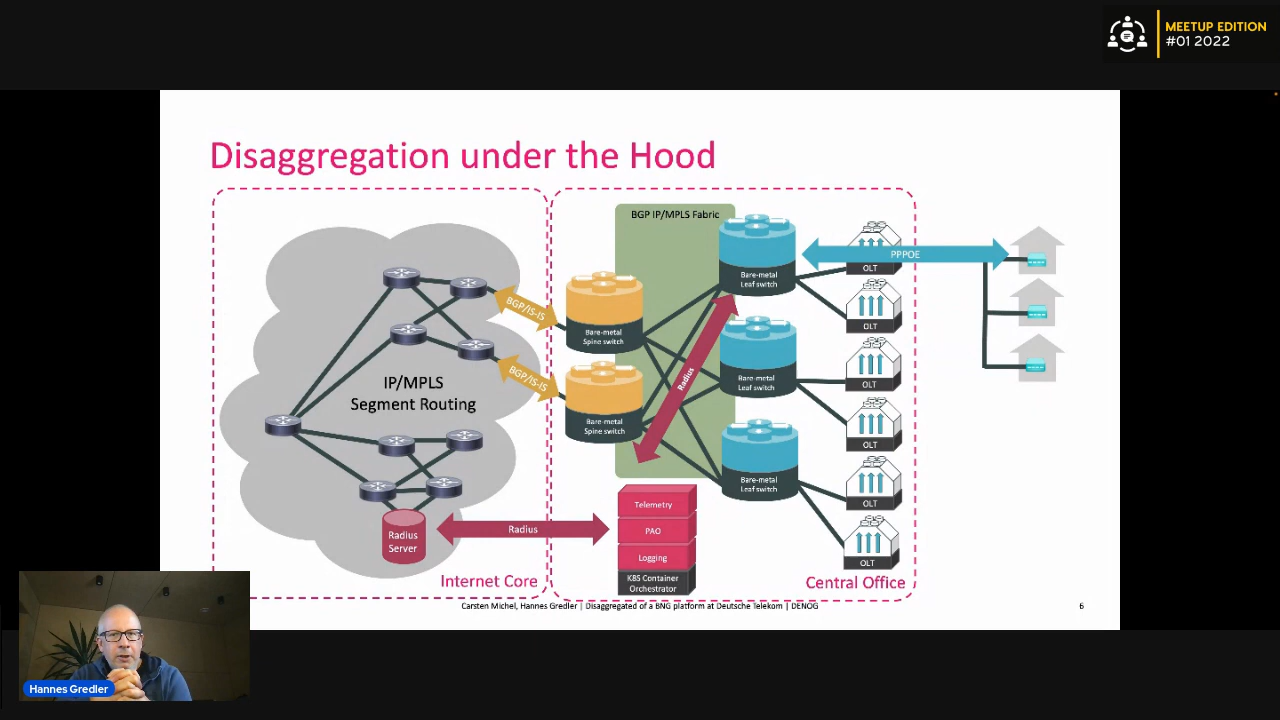 MEETUP EDITION
#01 2022
Disaggregation under the Hood
BGP IP/MPLS Fabric
Bare-metal
Leaf switch
PPPOE
OLT
BGP/IS-IS
Bare-metal
Spine switch
OLT
BGP/IS-IS
Bare-metal
Leaf switch
OLT
Radius
IP/MPLS
Segment Routing
Bare-metal
Spine switch
OLT
Bare-metal
Leaf switch
OLT
Telemetry
Radius
Server
Radius
PAO
Logging
OLT
K8S Container
Orchestrator
Internet Core
Central Office
Carsten Michel, Hannes Gredler | Disaggregated of a BNG platform at Deutsche Telekom | DENOG
6
Hannes Gredler